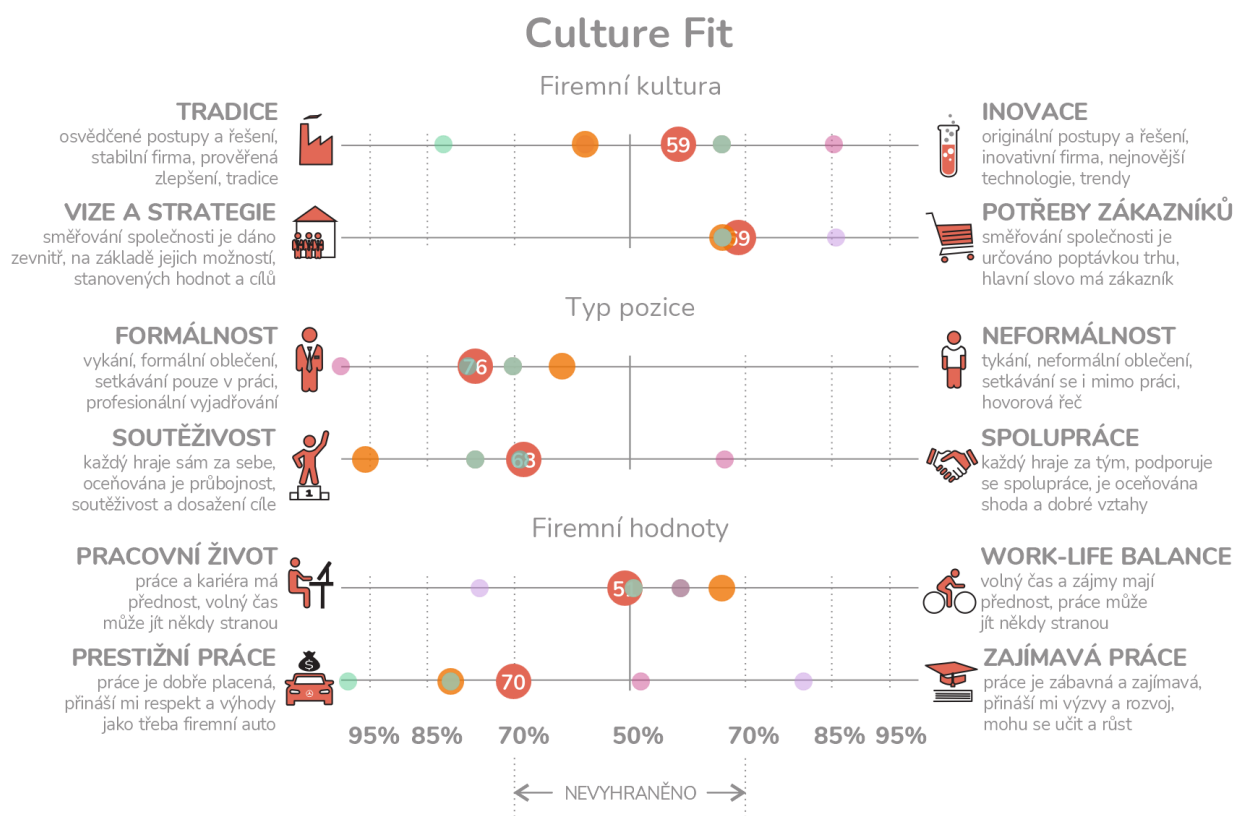 Culture Fit
Firemní kultura
TRADICE
osvědčené postupy a řešení,
stabilní firma, prověřená
zlepšení, tradice
59
INOVACE
originální postupy a řešení,
inovativní firma, nejnovější
technologie, trendy
VIZE A STRATEGIE
směřování společnosti je dáno
zevnitř, na základě jejich možností,
stanovených hodnot a cílů
69
POTŘEBY ZÁKAZNÍKŮ
směřování společnosti je
určováno poptávkou trhu,
hlavní slovo má zákazník
Typ pozice
FORMÁLNOST
vykání, formální oblečení,
setkávání pouze v práci,
profesionální vyjadřování
76
NEFORMÁLNOST
tykání, neformální oblečení,
setkávání se i mimo práci,
hovorová řeč
SOUTĚŽIVOST
každý hraje sám za sebe,
oceňována je průbojnost,
soutěživost a dosažení cíle
1
68
SPOLUPRÁCE
každý hraje za tým, podporuje
se spolupráce, je oceňována
shoda a dobré vztahy
Firemní hodnoty
PRACOVNÍ ŽIVOT
práce a kariéra má
přednost, volný čas
může jít někdy stranou
WORK-LIFE BALANCE
volný čas a zájmy mají
přednost, práce může
jít někdy stranou
PRESTIŽNÍ PRÁCE
práce je dobře placená,
přináší mi respekt a výhody
jako třeba firemní auto
$
70
ZAJÍMAVÁ PRÁCE
práce je zábavná a zajímavá,
přináší mi výzvy a rozvoj,
mohu se učit a růst
95% 85% 70% 50% 70% 85% 95%
NEVYHRANĚNO